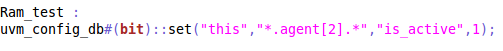 Ram_test :
uvm_config_db#(bit)::set("this","*.agent[2].*","is_active",1);